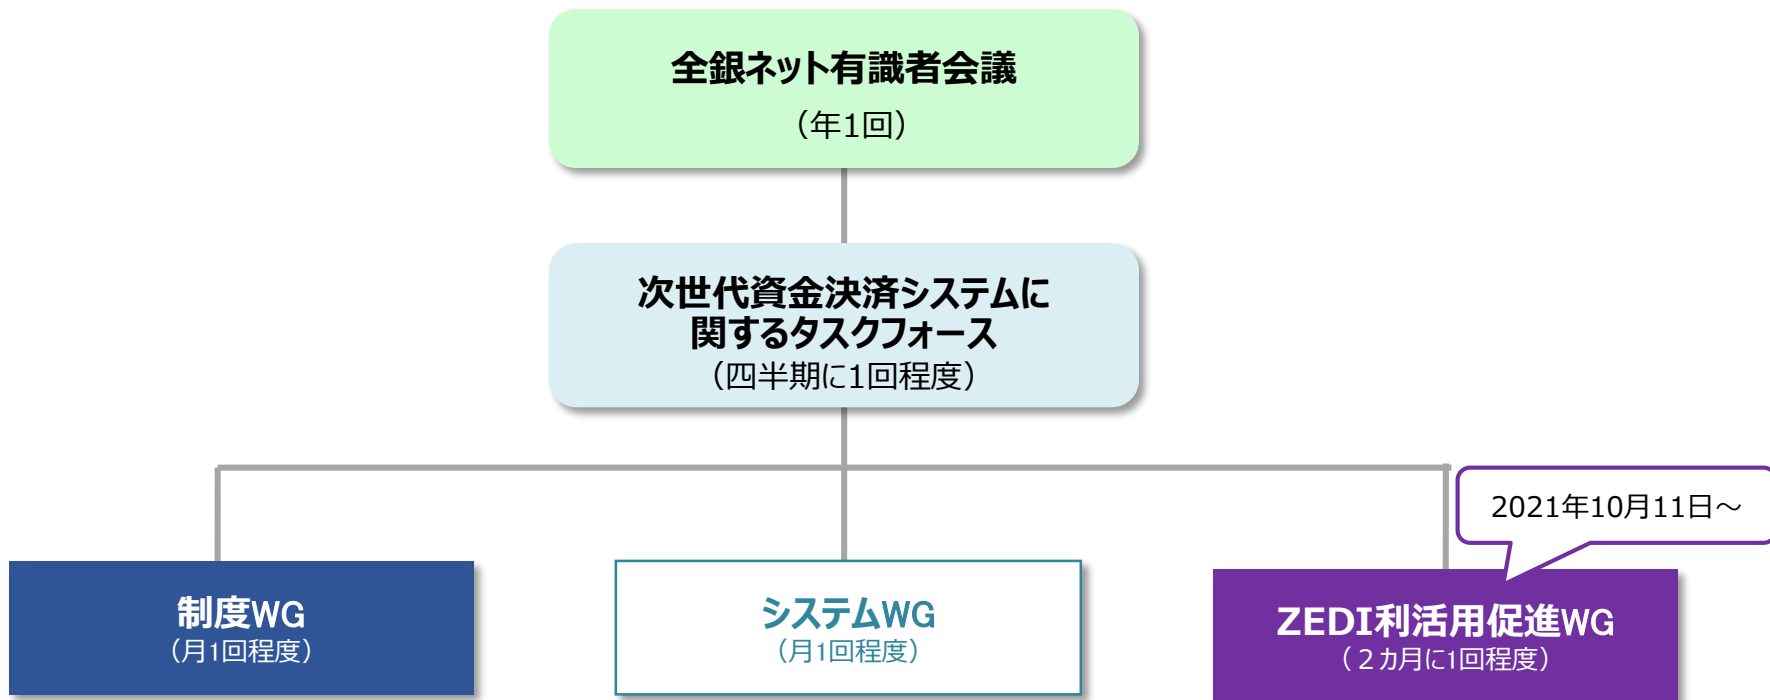 全銀ネット有識者会議
（年1回）
次世代資金決済システムに
関するタスクフォース
（四半期に1回程度）
2021年10月11日～
制度WG
（月1回程度）
システムWG
（月1回程度）
ZEDI利活用促進WG
（２ヵ月に1回程度）